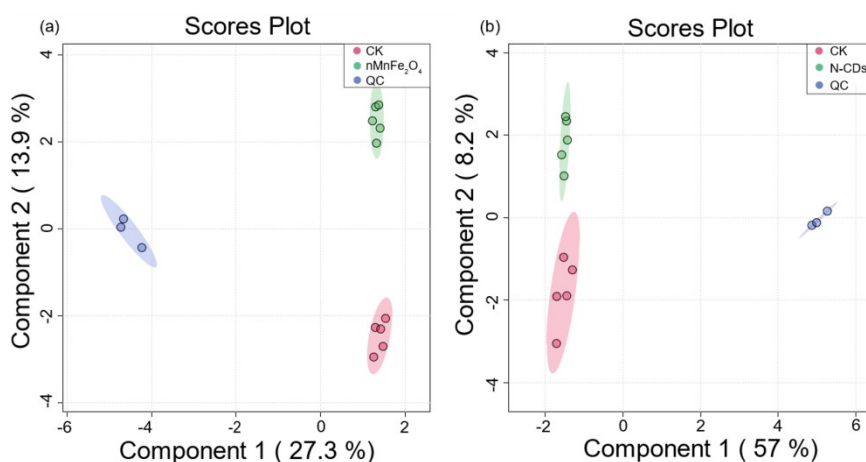 (a)
Scores Plot
CK
nMnFe₂O₄
QC
4
2
0
-2
-4
Component 2 ( 13.9 %)
-6
-4
-2
0
2
Component 1 ( 27.3 %)
(b)
Scores Plot
CK
N-CDs
QC
4
2
0
-2
-4
Component 2 ( 8.2 %)
-2
0
2
4
6
Component 1 ( 57 %)